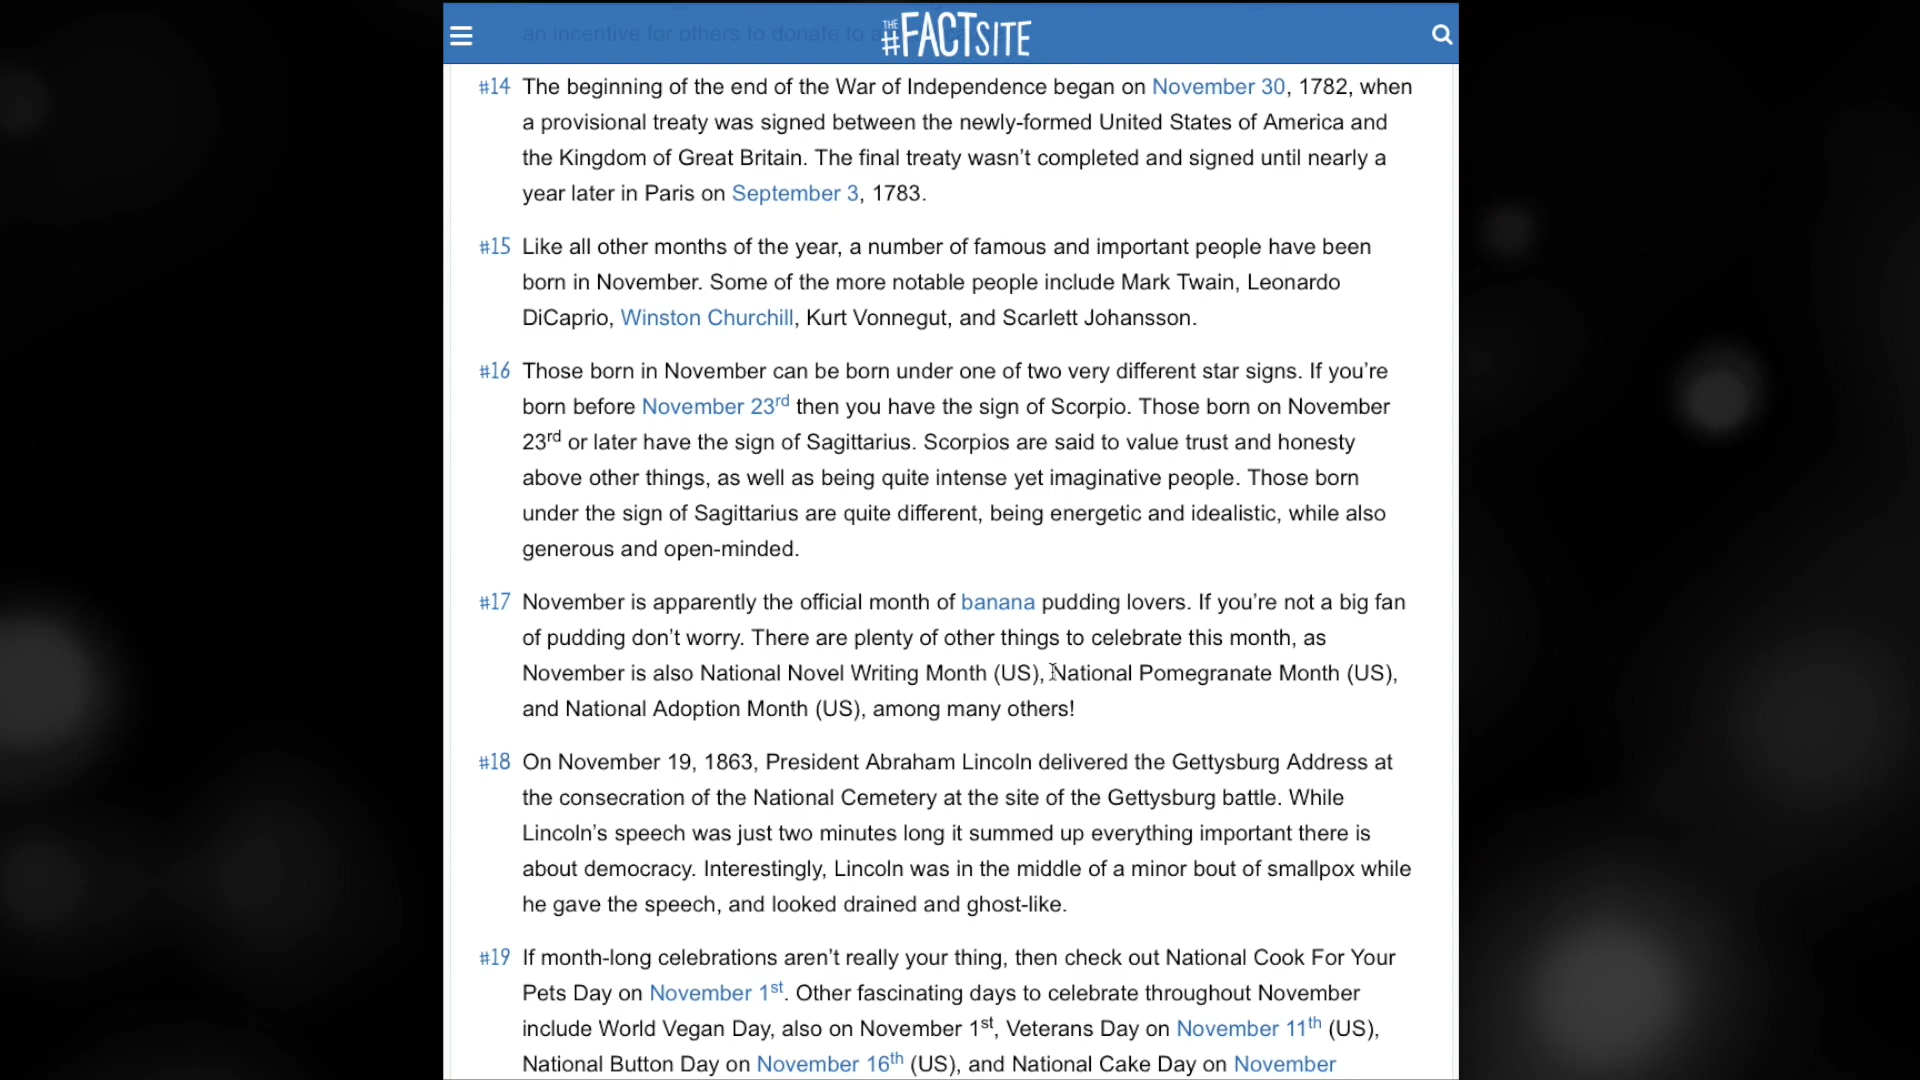 an incentive for others to donate to a
THE #FACTSITE
#14 The beginning of the end of the War of Independence began on November 30, 1782, when
a provisional treaty was signed between the newly-formed United States of America and
the Kingdom of Great Britain. The final treaty wasn’t completed and signed until nearly a
year later in Paris on September 3, 1783.
#15 Like all other months of the year, a number of famous and important people have been
born in November. Some of the more notable people include Mark Twain, Leonardo
DiCaprio, Winston Churchill, Kurt Vonnegut, and Scarlett Johansson.
#16 Those born in November can be born under one of two very different star signs. If you’re
born before November 23rd then you have the sign of Scorpio. Those born on November
23rd or later have the sign of Sagittarius. Scorpios are said to value trust and honesty
above other things, as well as being quite intense yet imaginative people. Those born
under the sign of Sagittarius are quite different, being energetic and idealistic, while also
generous and open-minded.
#17 November is apparently the official month of banana pudding lovers. If you’re not a big fan
of pudding don’t worry. There are plenty of other things to celebrate this month, as
November is also National Novel Writing Month (US), National Pomegranate Month (US),
and National Adoption Month (US), among many others!
#18 On November 19, 1863, President Abraham Lincoln delivered the Gettysburg Address at
the consecration of the National Cemetery at the site of the Gettysburg battle. While
Lincoln’s speech was just two minutes long it summed up everything important there is
about democracy. Interestingly, Lincoln was in the middle of a minor bout of smallpox while
he gave the speech, and looked drained and ghost-like.
#19 If month-long celebrations aren’t really your thing, then check out National Cook For Your
Pets Day on November 1st. Other fascinating days to celebrate throughout November
include World Vegan Day, also on November 1st, Veterans Day on November 11th (US),
National Button Day on November 16th (US), and National Cake Day on November